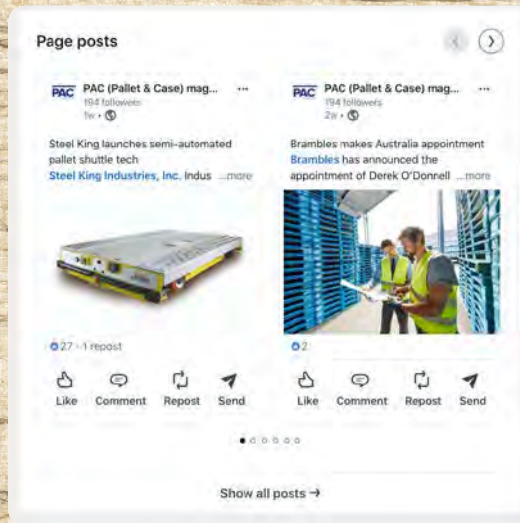 Page posts
PAC
PAC (Pallet & Case) mag...
194 followers
1w •
Steel King launches semi-automated
pallet shuttle tech
Steel King Industries, Inc. Indus ...more
27 · 1 repost
Like Comment Repost Send
PAC
PAC (Pallet & Case) mag...
194 followers
2w •
Brambles makes Australia appointment
Brambles has announced the
appointment of Derek O'Donnell ...more
2
Like Comment Repost Send
Show all posts →